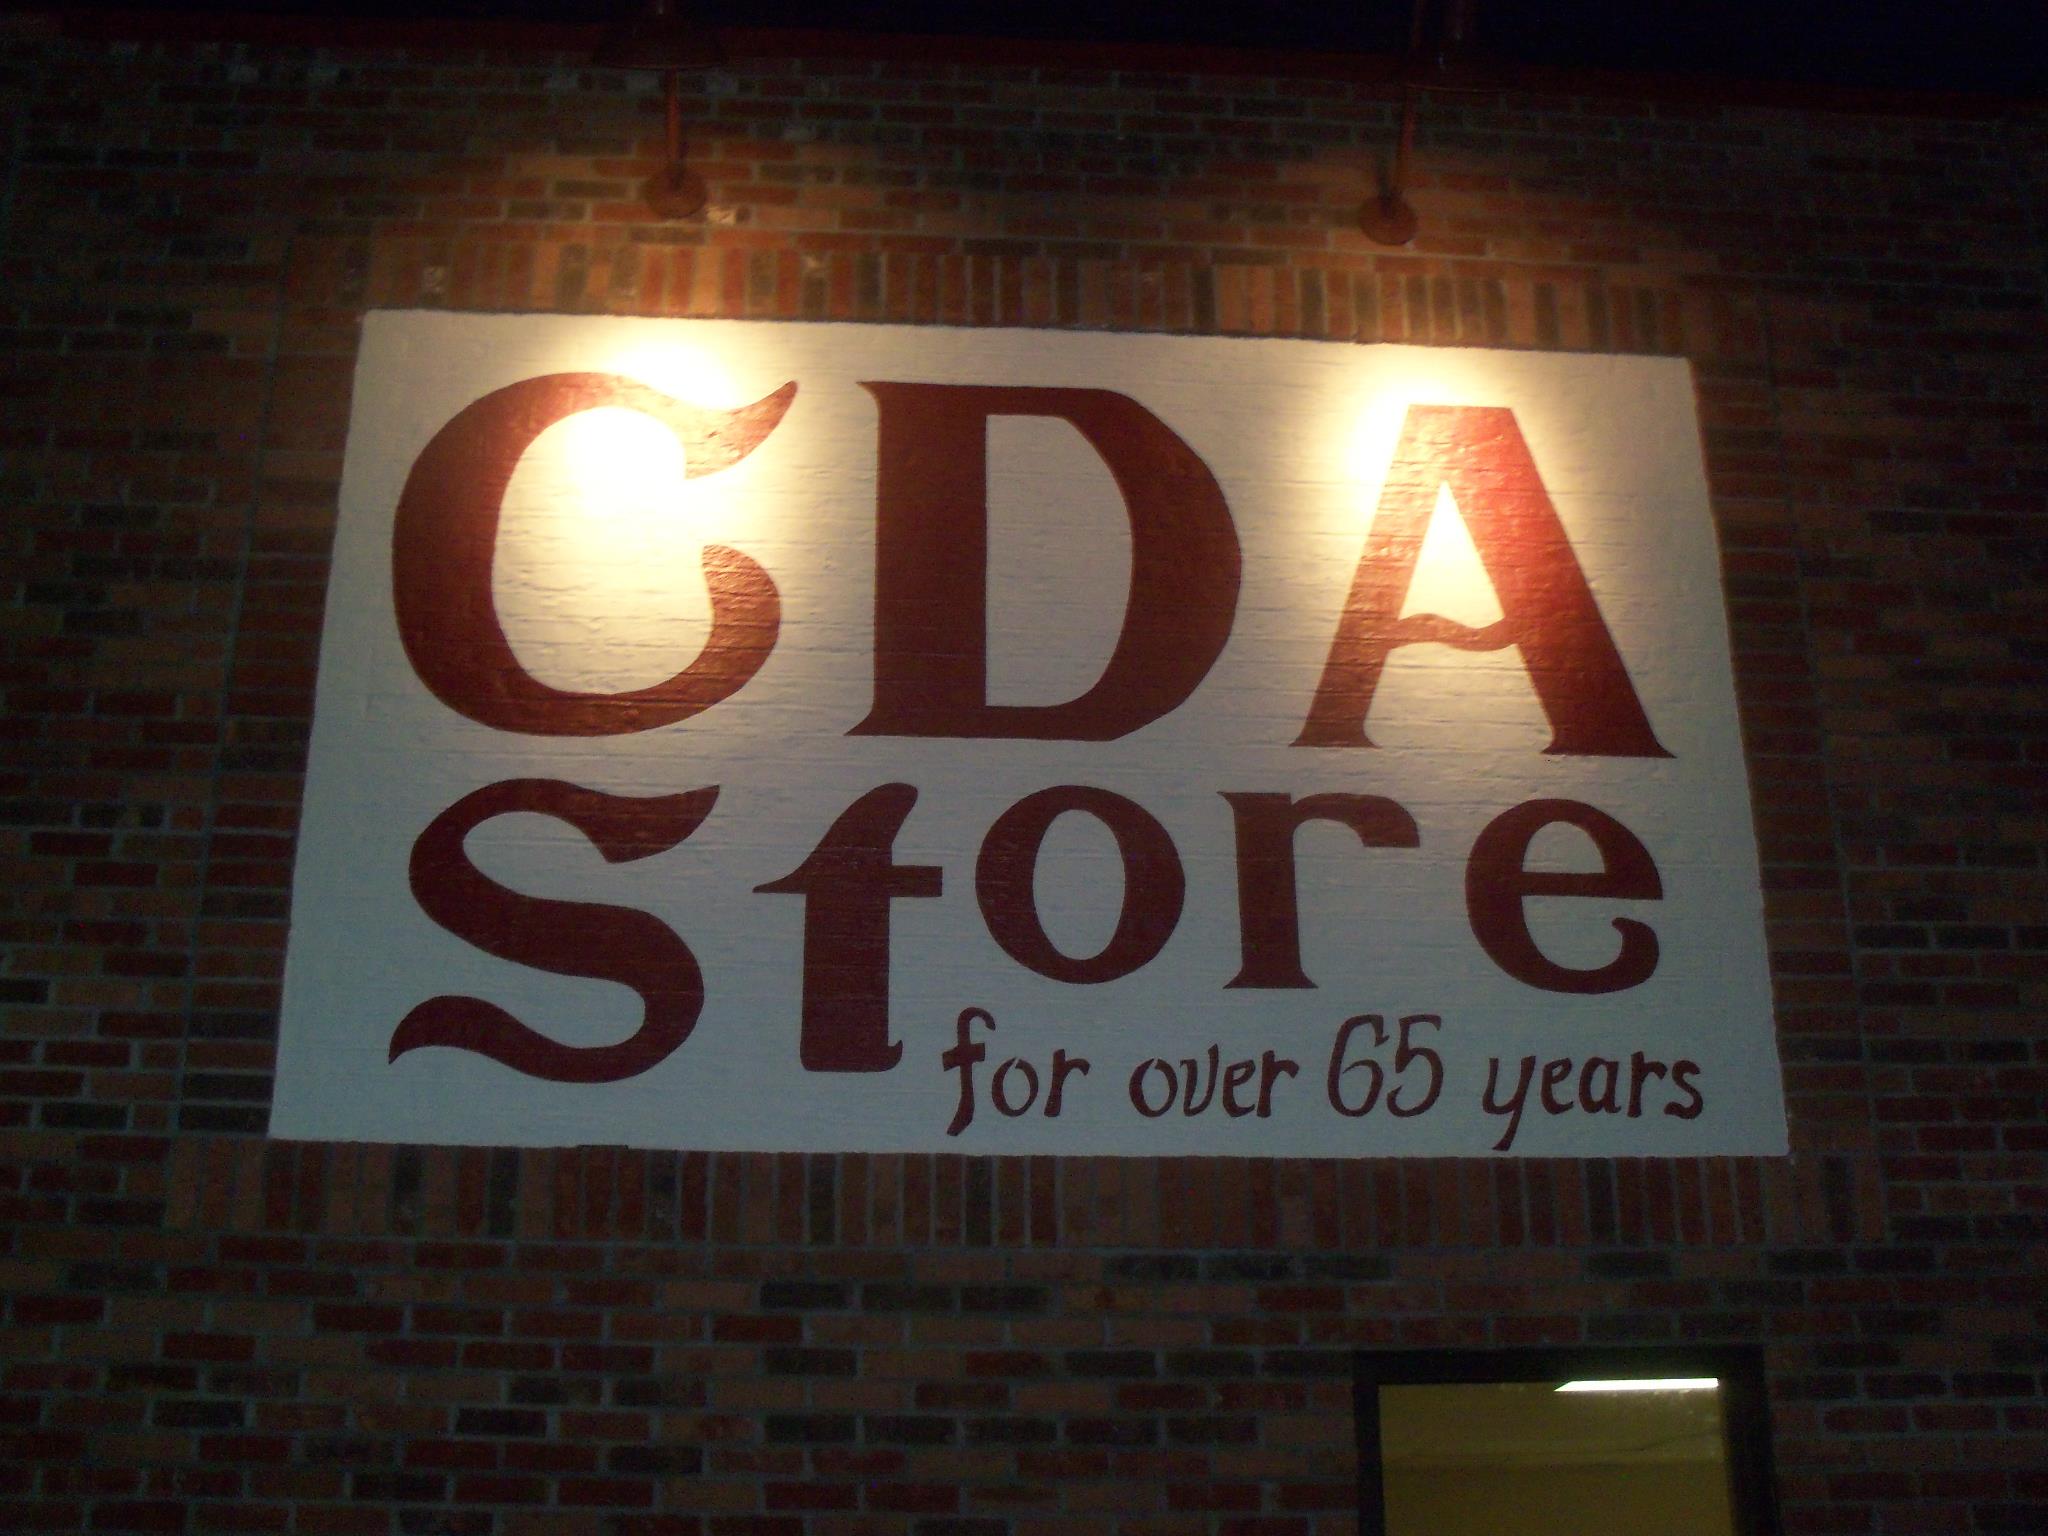 CDA
Store
for over 65 years